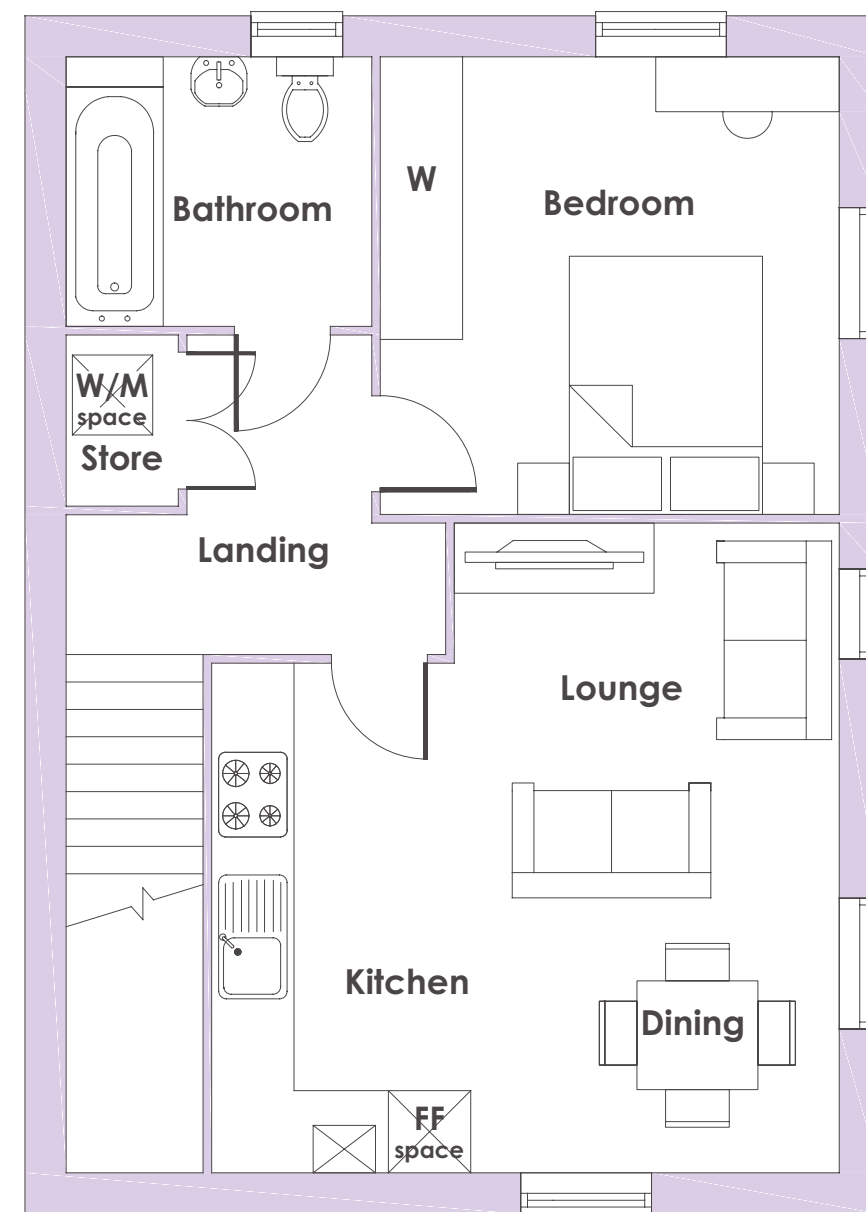 Bathroom
W
Bedroom
W/M
space
Store
Landing
Lounge
Kitchen
Dining
FF
space